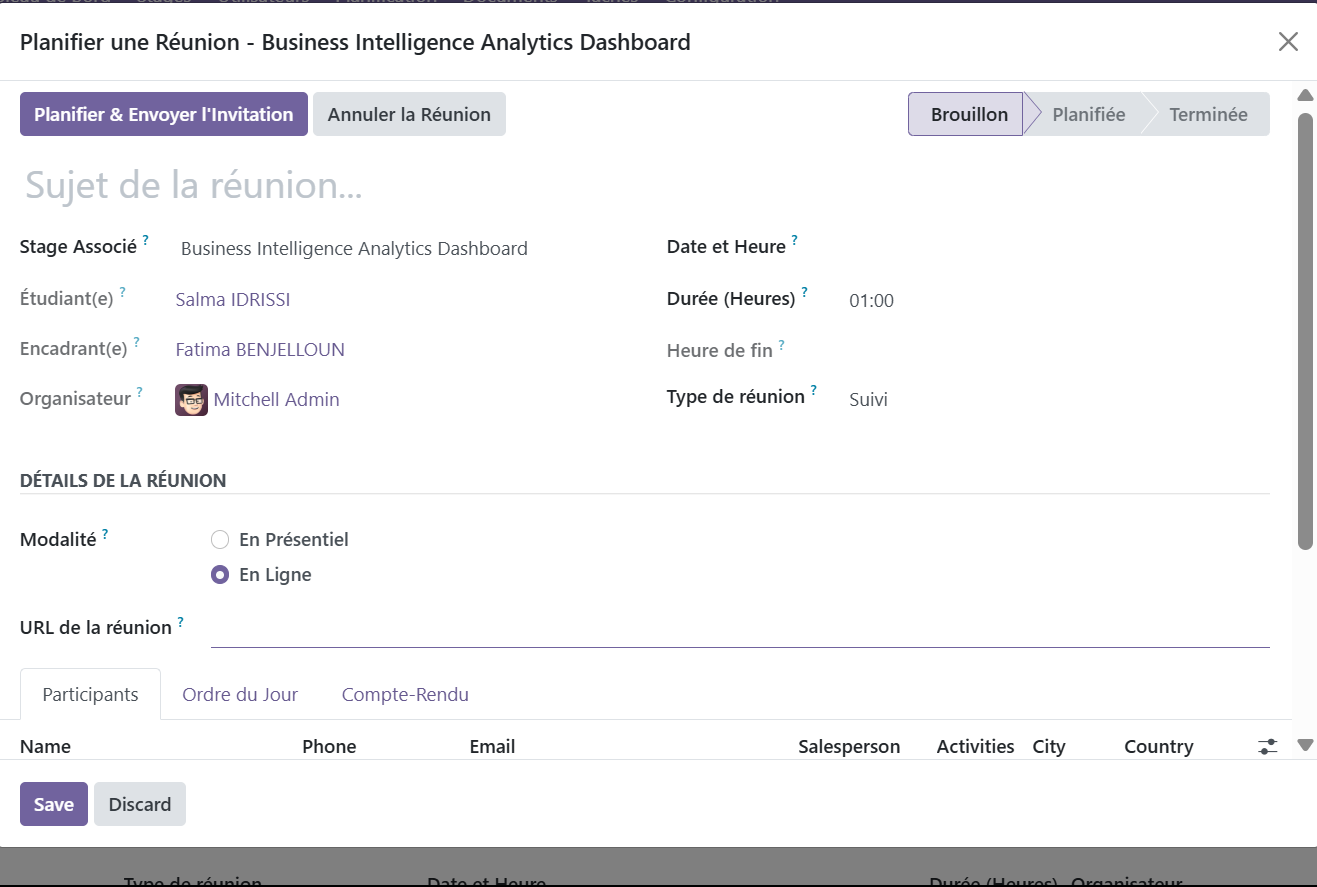 Planifier une Réunion - Business Intelligence Analytics Dashboard
Planifier & Envoyer l'Invitation Annuler la Réunion Brouillon Planifiée Terminée
Sujet de la réunion...
Stage Associé ? Business Intelligence Analytics Dashboard Date et Heure ?
Étudiant(e) ? Salma IDRISSI Durée (Heures) ? 01:00
Encadrant(e) ? Fatima BENJELLOUN Heure de fin ?
Organisateur ? Mitchell Admin Type de réunion ? Suivi
DÉTAILS DE LA RÉUNION
Modalité ? En Présentiel
En Ligne
URL de la réunion ?
Participants Ordre du Jour Compte-Rendu
Name Phone Email Salesperson Activities City Country
Save Discard
Type de réunion Date et Heure Durée (Heures) Organisateur